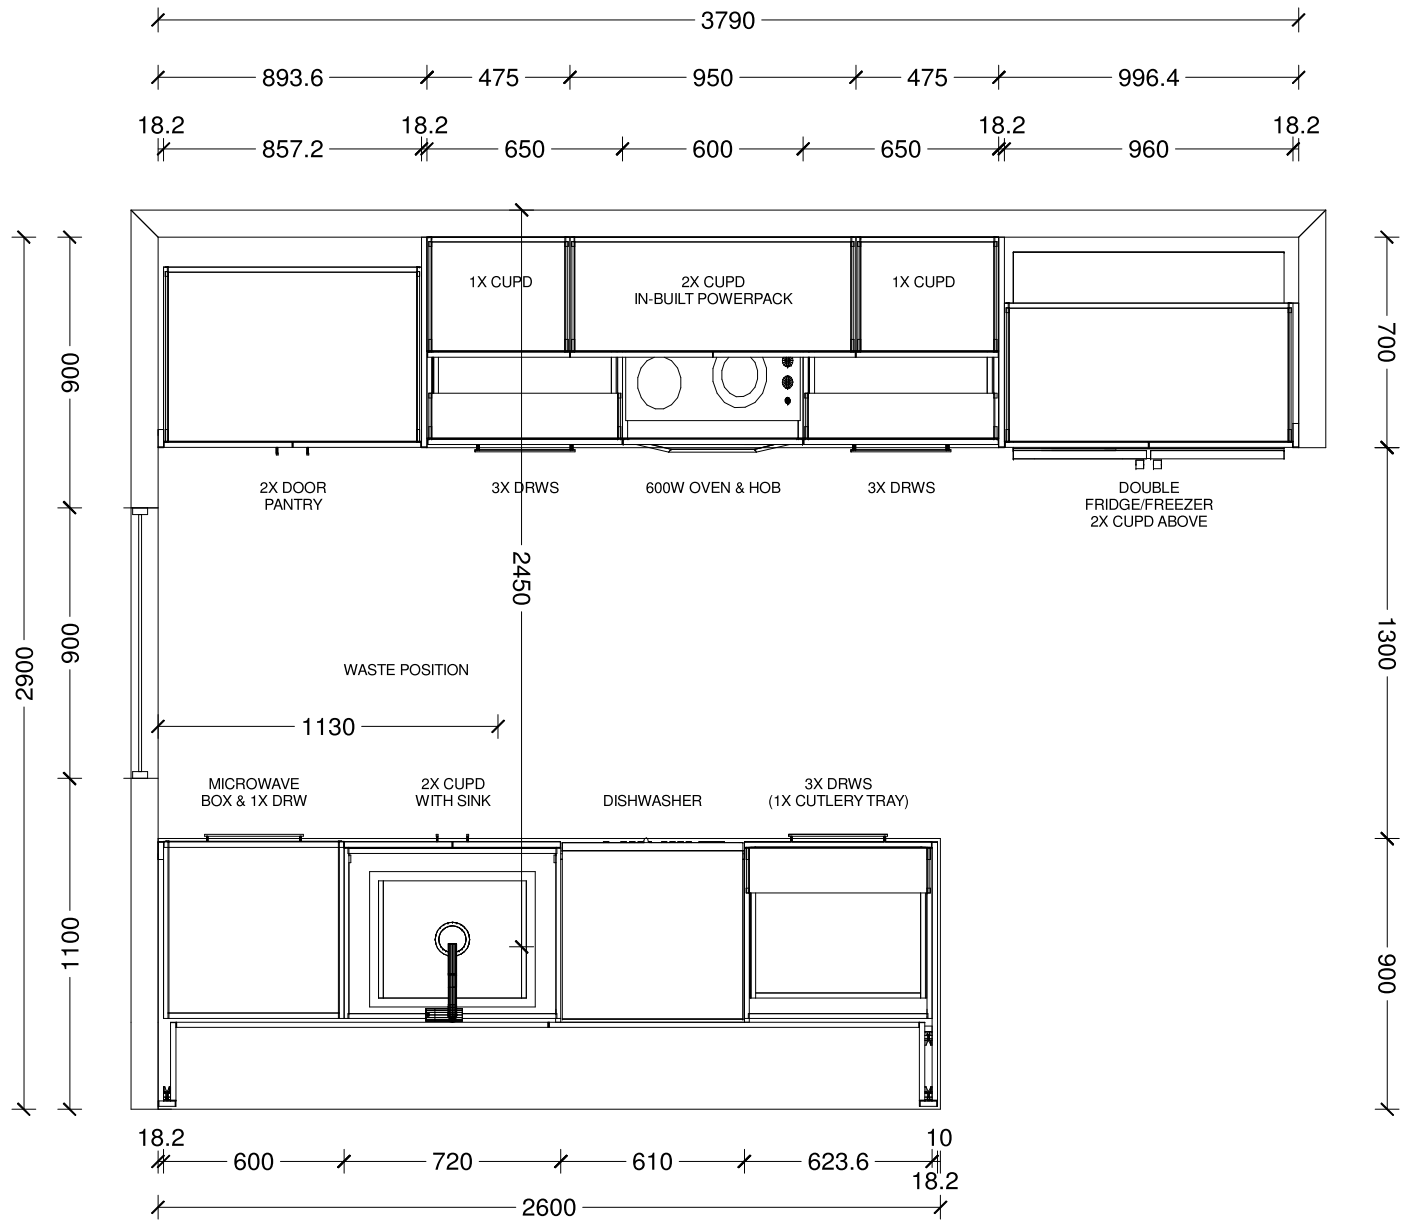 3790
893.6 475 950 475 996.4
18.2 18.2 18.2 18.2
857.2 650 600 650 960
1X CUPD
2X CUPD
IN-BUILT POWERPACK
1X CUPD
900
700
2X DOOR
PANTRY
3X DRWS
600W OVEN & HOB
3X DRWS
DOUBLE
FRIDGE/FREEZER
2X CUPD ABOVE
2450
2900
900
1300
WASTE POSITION
1130
MICROWAVE
BOX & 1X DRW
2X CUPD
WITH SINK
DISHWASHER
3X DRWS
(1X CUTLERY TRAY)
1100
900
18.2 10
600 720 610 623.6
18.2
2600